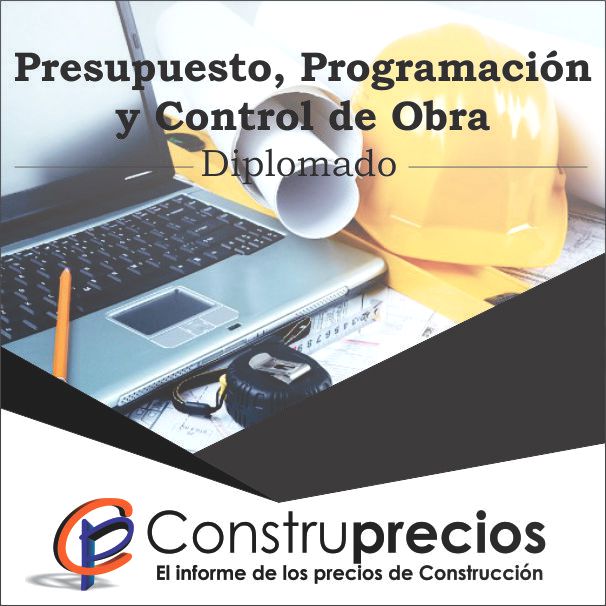 Presupuesto, Programación
y Control de Obra
Diplomado
Construprecios
El informe de los precios de Construcción